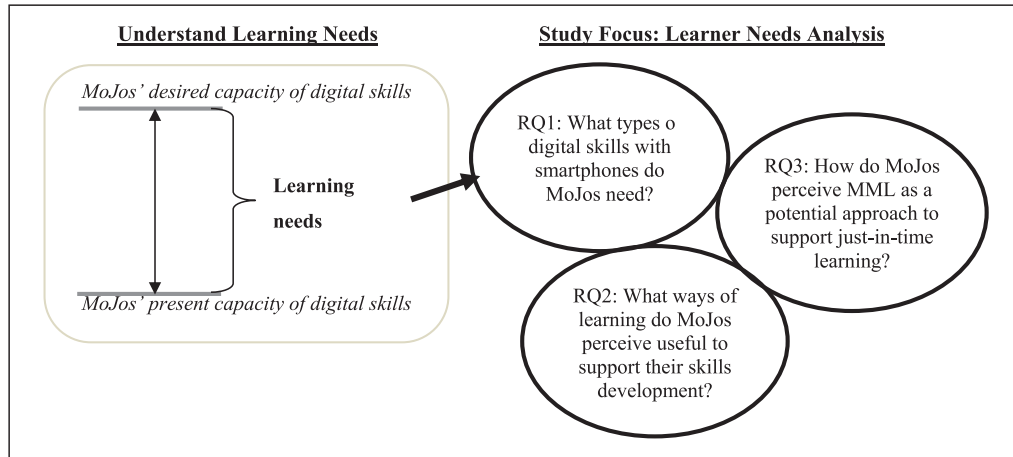 Understand Learning Needs
MoJos' desired capacity of digital skills
Learning
needs
MoJos' present capacity of digital skills
Study Focus: Learner Needs Analysis
RQ1: What types o
digital skills with
smartphones do
MoJos need?
RQ2: What ways of
learning do MoJos
perceive useful to
support their skills
development?
RQ3: How do MoJos
perceive MML as a
potential approach to
support just-in-time
learning?